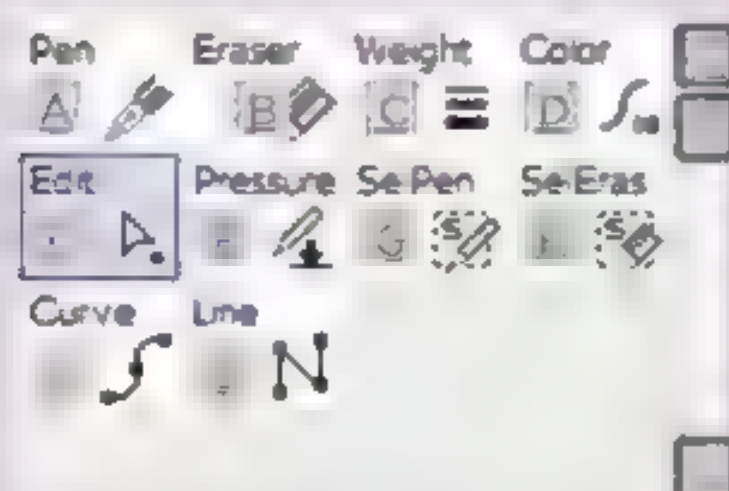 Pen Eraser Weight Color
A B C D
Edit Pressure Se Pen Se Eras
S S
Curve Line